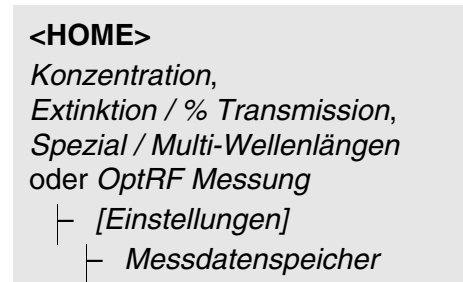 <HOME>
Konzentration,
Extinktion / % Transmission,
Spezial / Multi-Wellenlängen
oder OptRF Messung
– [Einstellungen]
– Messdatenspeicher